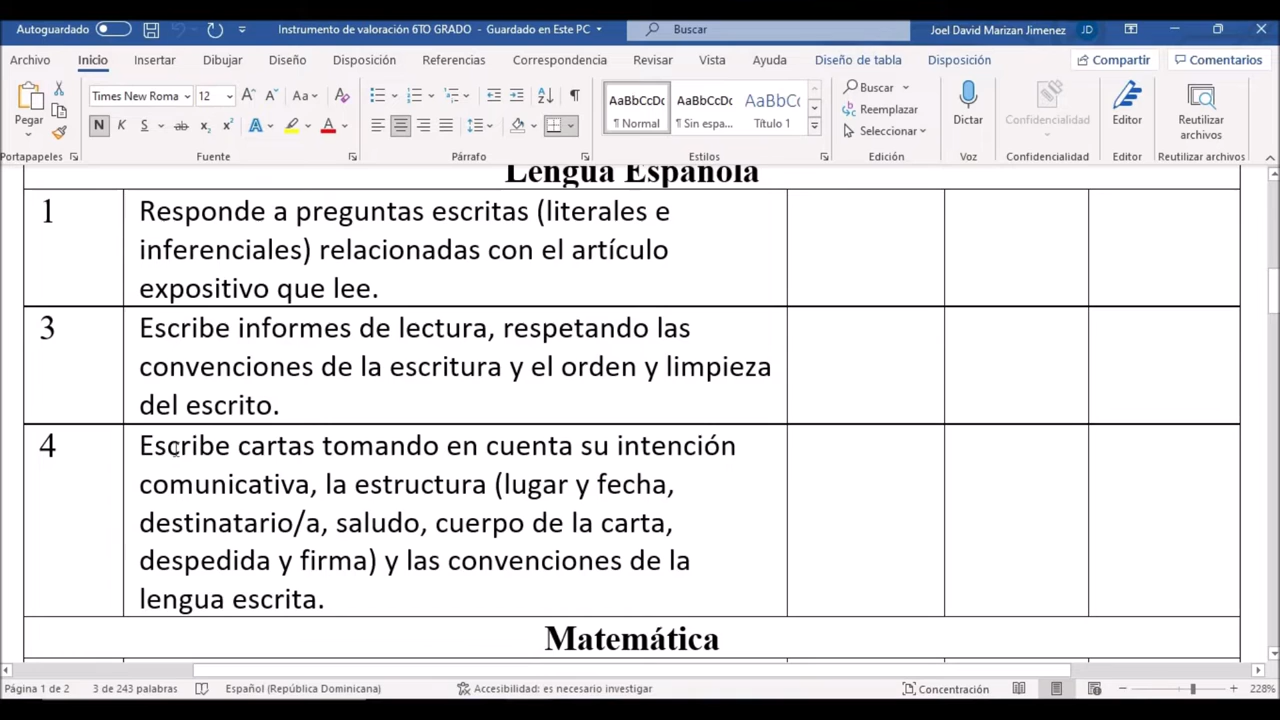 Autoguardado
Instrumento de valoración 6TO GRADO - Guardado en Este PC
Buscar
Joel David Marizan Jimenez
JD
Archivo Inicio Insertar Dibujar Diseño Disposición Referencias Correspondencia Revisar Vista Ayuda Diseño de tabla Disposición Compartir Comentarios
Pegar
Times New Roma 12
Aa
N K S ab x₂ x² A A
AaBbCcDc AaBbCcDc AaBbCc
¶ Normal ¶ Sin espa... Título 1
Buscar
Reemplazar
Seleccionar
Dictar
Confidencialidad
Editor
Reutilizar archivos
Portapapeles Fuente Párrafo Estilos Edición Voz Confidencialidad Editor Reutilizar archivos
Lengua Española
1 Responde a preguntas escritas (literales e
inferenciales) relacionadas con el artículo
expositivo que lee.
3 Escribe informes de lectura, respetando las
convenciones de la escritura y el orden y limpieza
del escrito.
4 Escribe cartas tomando en cuenta su intención
comunicativa, la estructura (lugar y fecha,
destinatario/a, saludo, cuerpo de la carta,
despedida y firma) y las convenciones de la
lengua escrita.
Matemática
Página 1 de 2 3 de 243 palabras Español (República Dominicana) Accesibilidad: es necesario investigar Concentración 228%